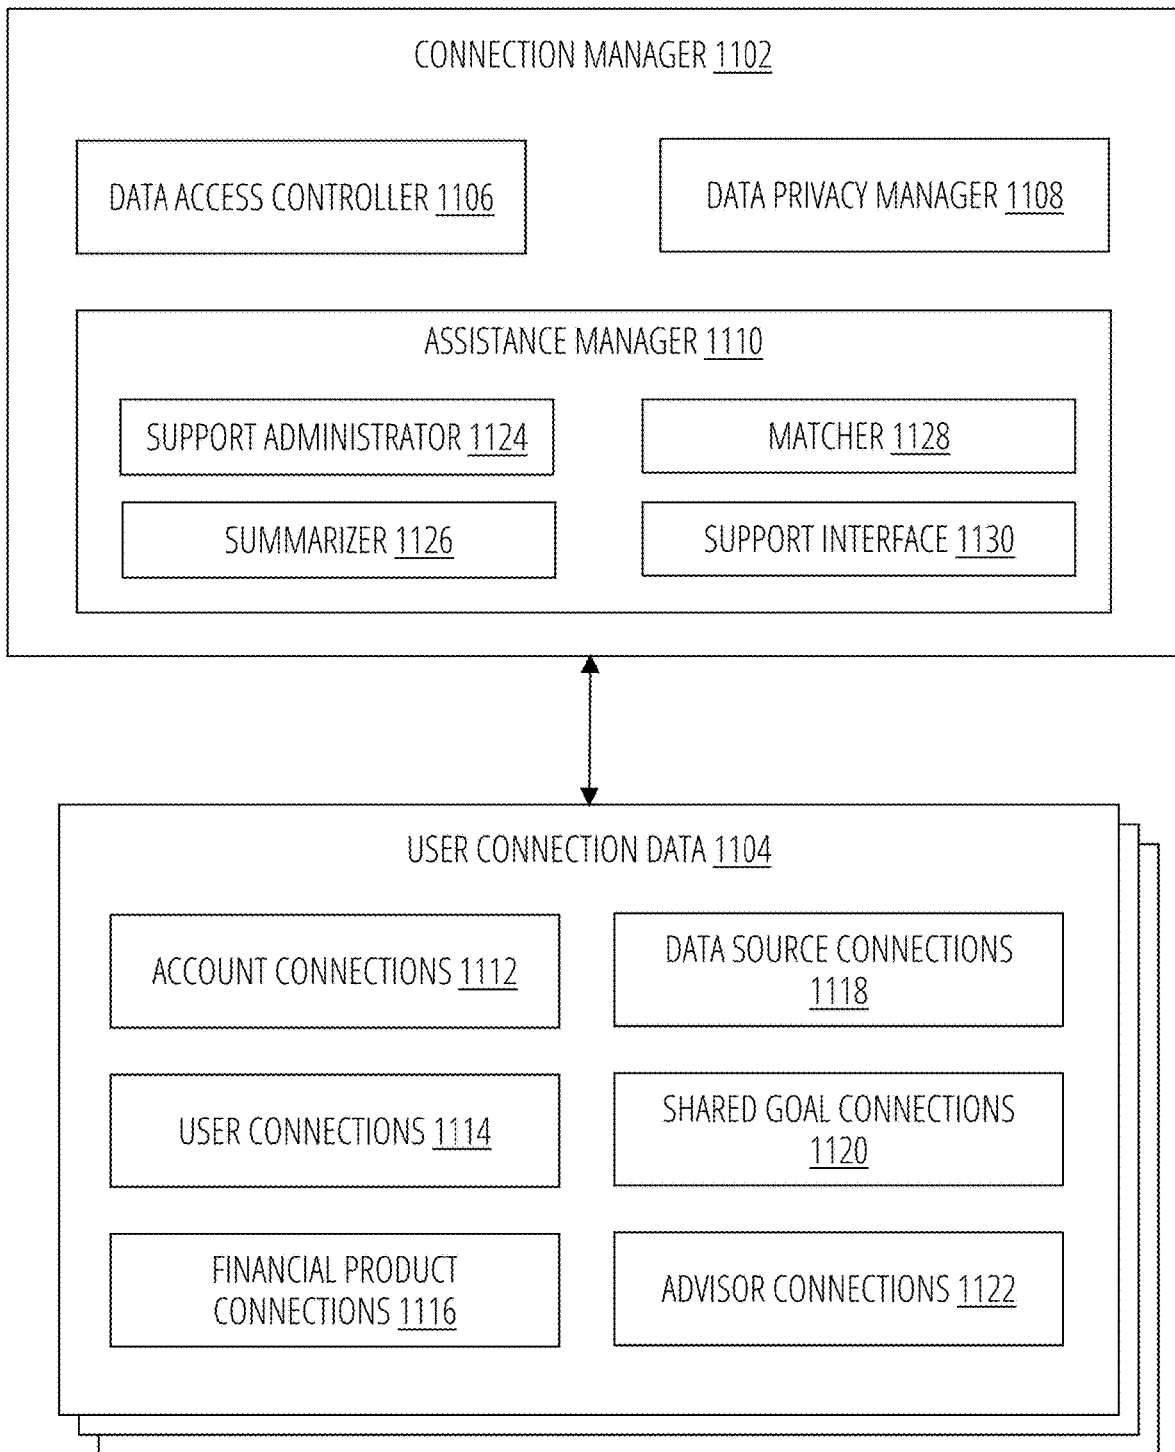 CONNECTION MANAGER 1102
DATA ACCESS CONTROLLER 1106
DATA PRIVACY MANAGER 1108
ASSISTANCE MANAGER 1110
SUPPORT ADMINISTRATOR 1124
MATCHER 1128
SUMMARIZER 1126
SUPPORT INTERFACE 1130
USER CONNECTION DATA 1104
ACCOUNT CONNECTIONS 1112
DATA SOURCE CONNECTIONS
1118
USER CONNECTIONS 1114
SHARED GOAL CONNECTIONS
1120
FINANCIAL PRODUCT
CONNECTIONS 1116
ADVISOR CONNECTIONS 1122